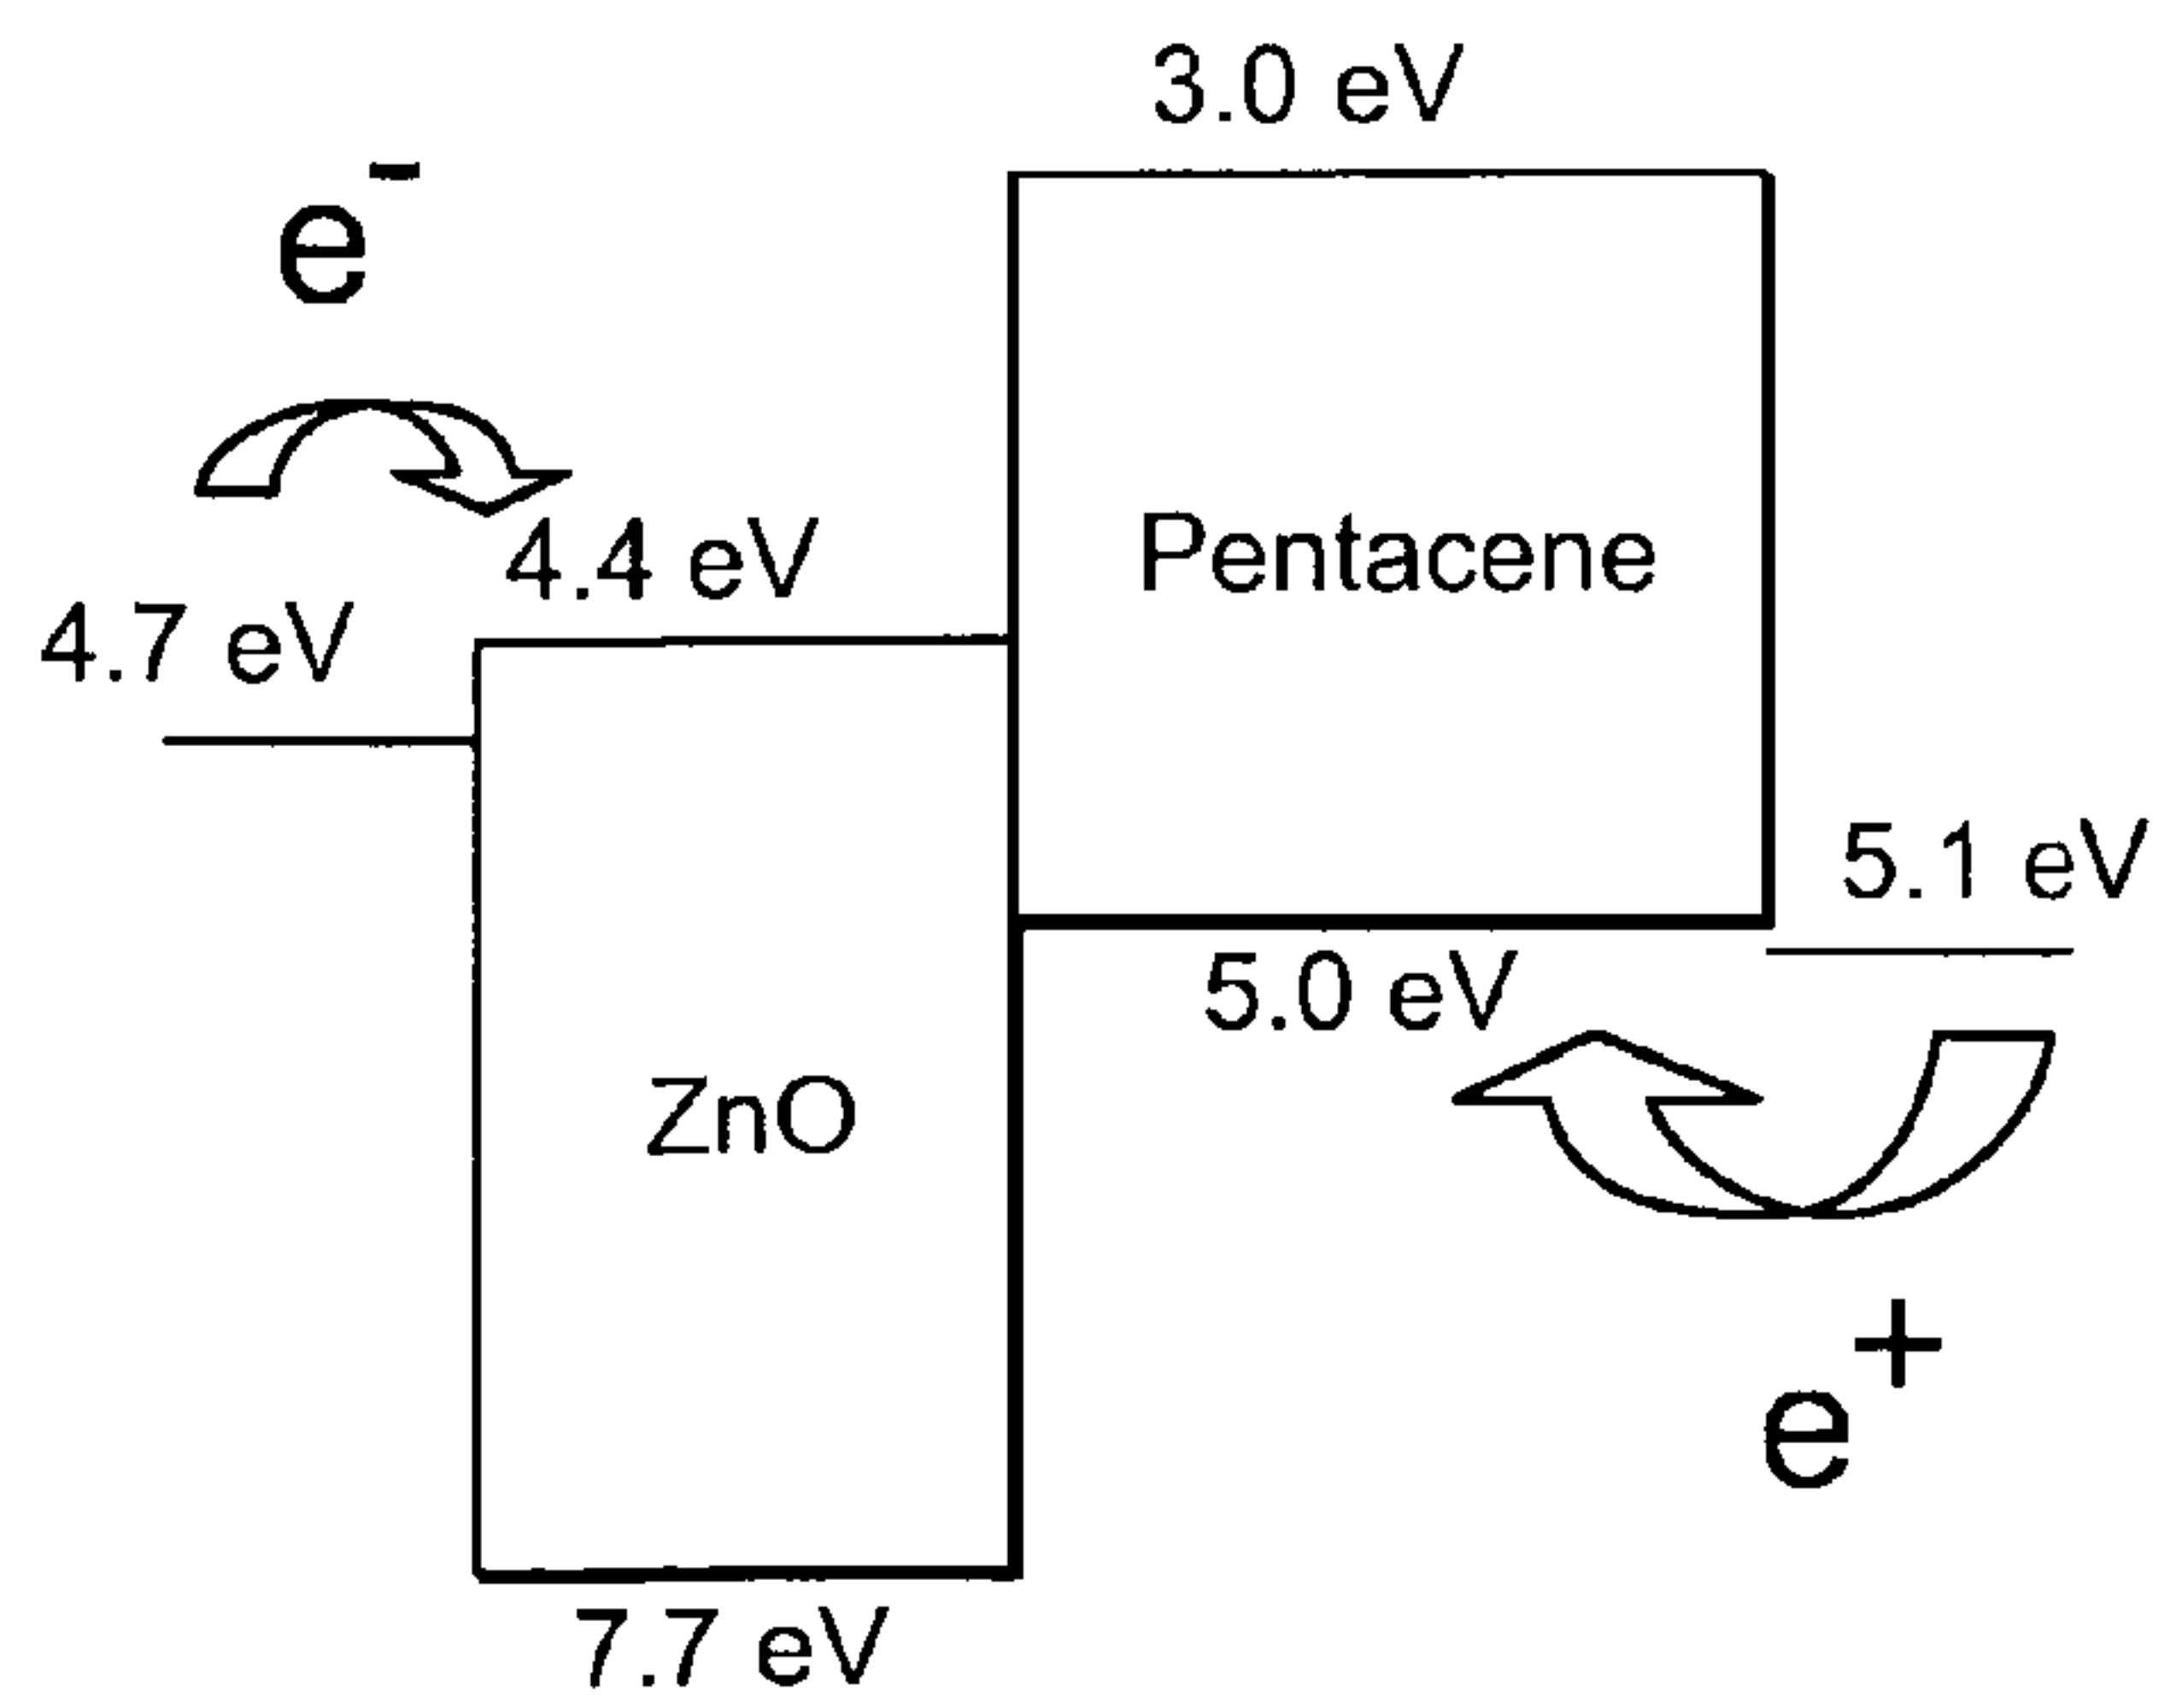 3.0 eV
e⁻
4.4 eV
Pentacene
4.7 eV
5.1 eV
5.0 eV
ZnO
e⁺
7.7 eV